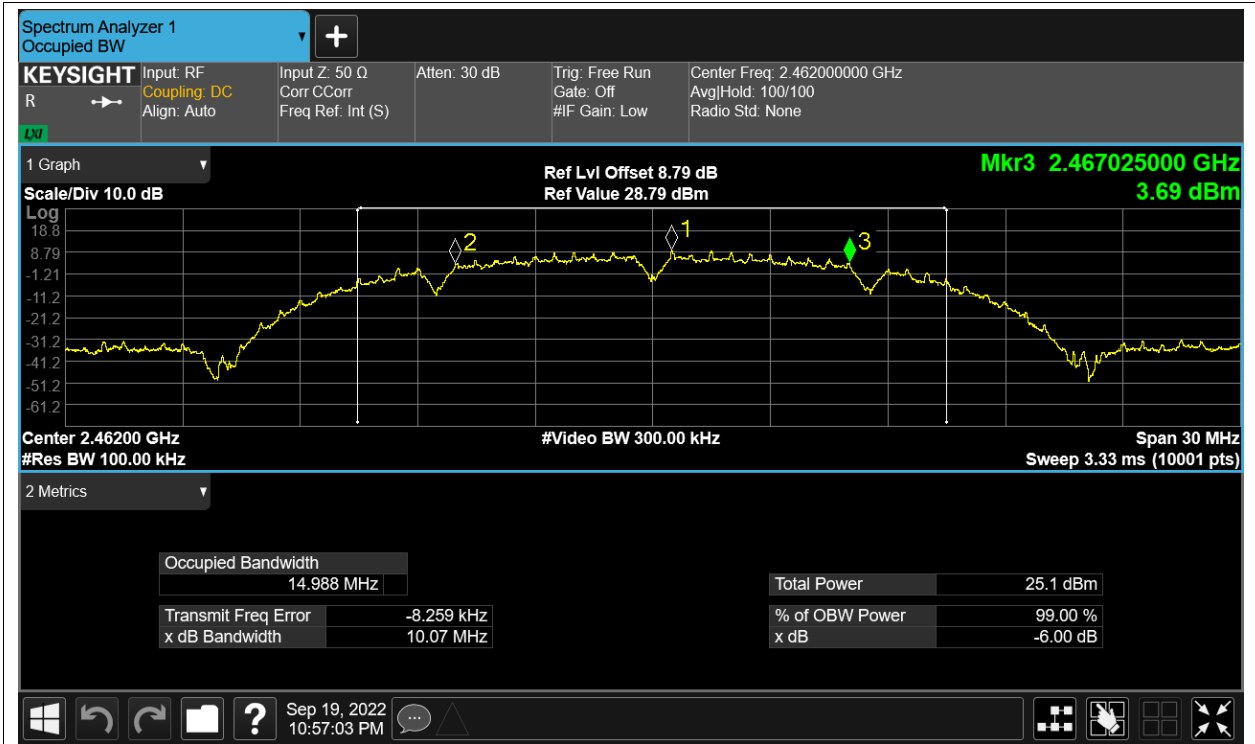 Spectrum Analyzer 1
Occupied BW
+
KEYSIGHT
R
LXI
Input: RF
Coupling: DC
Align: Auto
Input Z: 50 Ω
Corr CCorr
Freq Ref: Int (S)
Atten: 30 dB
Trig: Free Run
Gate: Off
#IF Gain: Low
Center Freq: 2.462000000 GHz
Avg|Hold: 100/100
Radio Std: None
1 Graph
Scale/Div 10.0 dB
Ref Lvl Offset 8.79 dB
Ref Value 28.79 dBm
Mkr3 2.467025000 GHz
3.69 dBm
Log
18.8
8.79
-1.21
-11.2
-21.2
-31.2
-41.2
-51.2
-61.2
2
1
3
Center 2.46200 GHz
#Res BW 100.00 kHz
#Video BW 300.00 kHz
Span 30 MHz
Sweep 3.33 ms (10001 pts)
2 Metrics
Occupied Bandwidth
14.988 MHz
Transmit Freq Error -8.259 kHz
x dB Bandwidth 10.07 MHz
Total Power 25.1 dBm
% of OBW Power 99.00 %
x dB -6.00 dB
?
Sep 19, 2022
10:57:03 PM